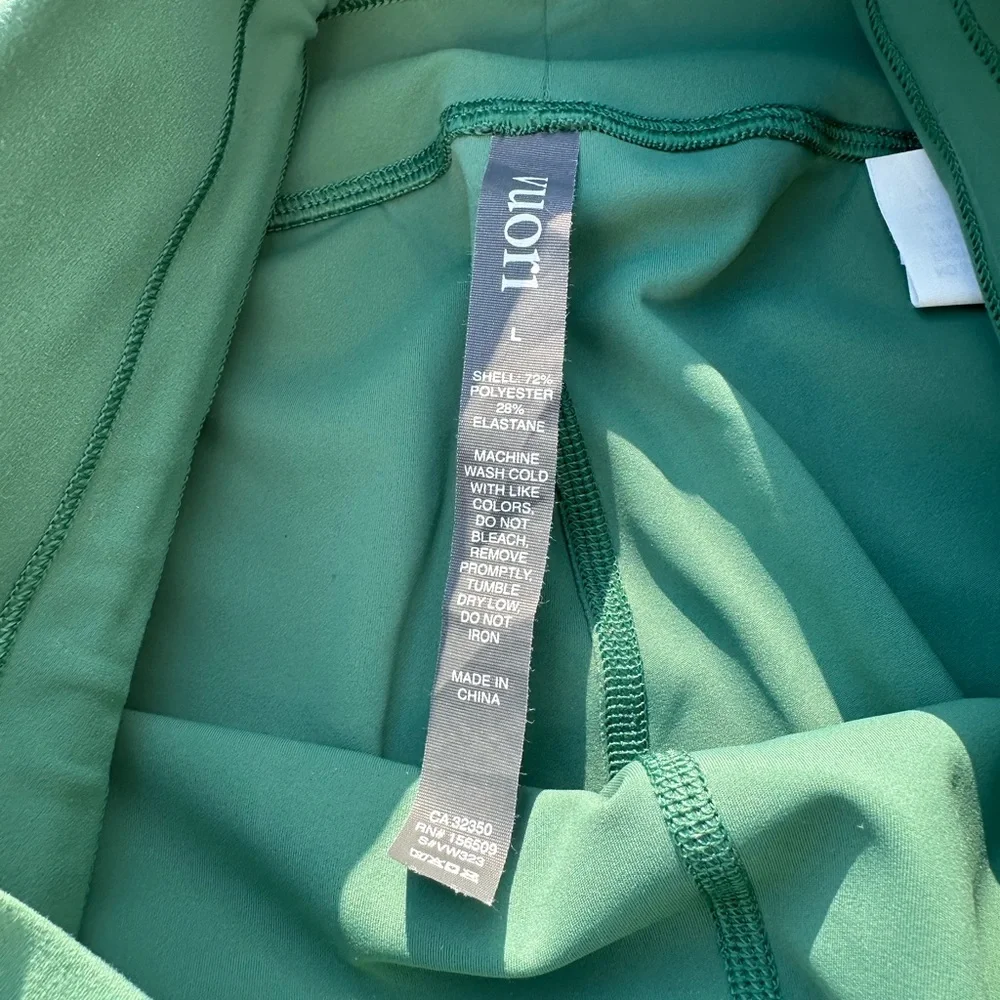 vuori
L
SHELL: 72%
POLYESTER
28%
ELASTANE
MACHINE
WASH COLD
WITH LIKE
COLORS,
DO NOT
BLEACH,
REMOVE
PROMPTLY,
TUMBLE
DRY LOW,
DO NOT
IRON
MADE IN
CHINA
CA 32350
RN# 156509
S#VW323